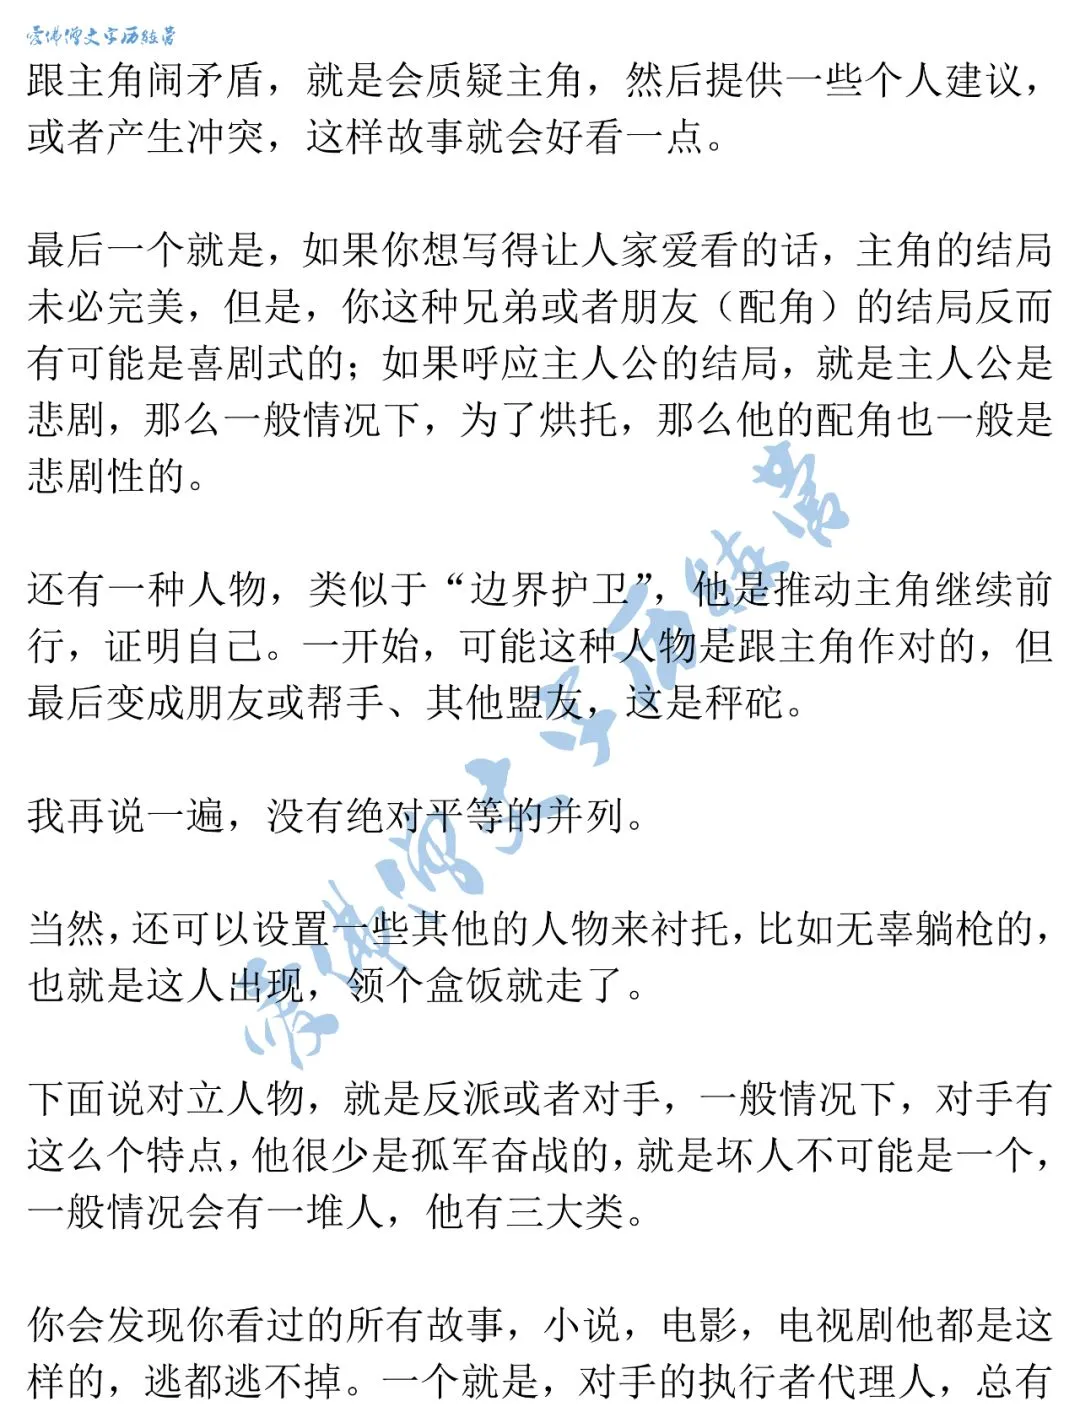 爱佛僧文字历经营
跟主角闹矛盾，就是会质疑主角，然后提供一些个人建议，
或者产生冲突，这样故事就会好看一点。
最后一个就是，如果你想写得让人家爱看的话，主角的结局
未必完美，但是，你这种兄弟或者朋友（配角）的结局反而
有可能是喜剧式的；如果呼应主人公的结局，就是主人公是
悲剧，那么一般情况下，为了烘托，那么他的配角也一般是
悲剧性的。
还有一种人物，类似于“边界护卫”，他是推动主角继续前
行，证明自己。一开始，可能这种人物是跟主角作对的，但
最后变成朋友或帮手、其他盟友，这是秤砣。
我再说一遍，没有绝对平等的并列。
当然，还可以设置一些其他的人物来衬托，比如无辜躺枪的，
也就是这人出现，领个盒饭就走了。
下面说对立人物，就是反派或者对手，一般情况下，对手有
这么个特点，他很少是孤军奋战的，就是坏人不可能是一个，
一般情况会有一堆人，他有三大类。
你会发现你看过的所有故事，小说，电影，电视剧他都是这
样的，逃都逃不掉。一个就是，对手的执行者代理人，总有